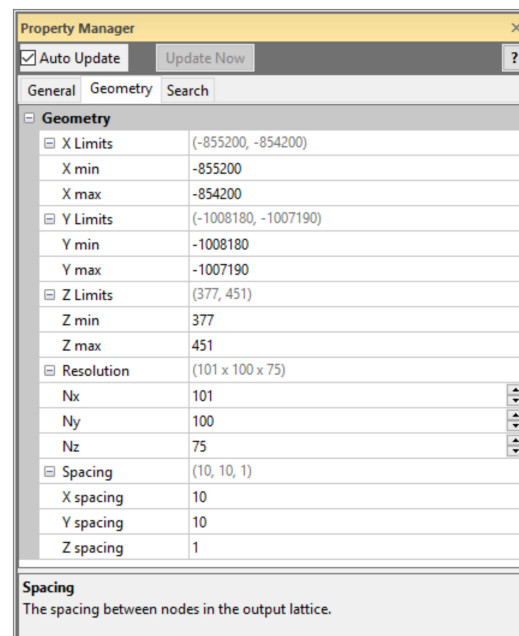 Property Manager
Auto Update Update Now ?
General Geometry Search
Geometry
X Limits (-855200, -854200)
X min -855200
X max -854200
Y Limits (-1008180, -1007190)
Y min -1008180
Y max -1007190
Z Limits (377, 451)
Z min 377
Z max 451
Resolution (101 x 100 x 75)
Nx 101
Ny 100
Nz 75
Spacing (10, 10, 1)
X spacing 10
Y spacing 10
Z spacing 1
Spacing
The spacing between nodes in the output lattice.